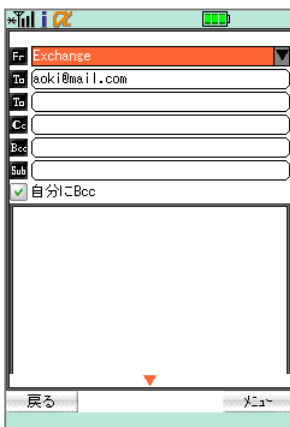 i α
Fr Exchange
To aoki@mail.com
To
Cc
Bcc
Sub
自分にBcc
戻る ﾒﾆｭｰ